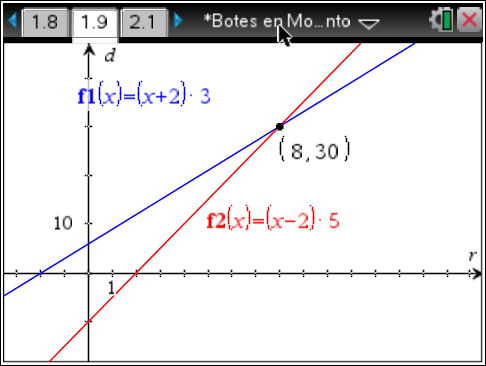 1.8 1.9 2.1 *Botes en Mo...nto
d
f1(x)=(x+2)·3
(8,30)
f2(x)=(x−2)·5
10
r
1